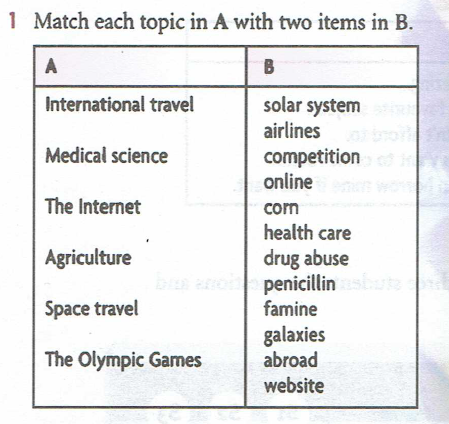 1 Match each topic in A with two items in B.
A B
International travel solar system
airlines
Medical science competition
online
The Internet corn
health care
Agriculture drug abuse
penicillin
Space travel famine
galaxies
The Olympic Games abroad
website